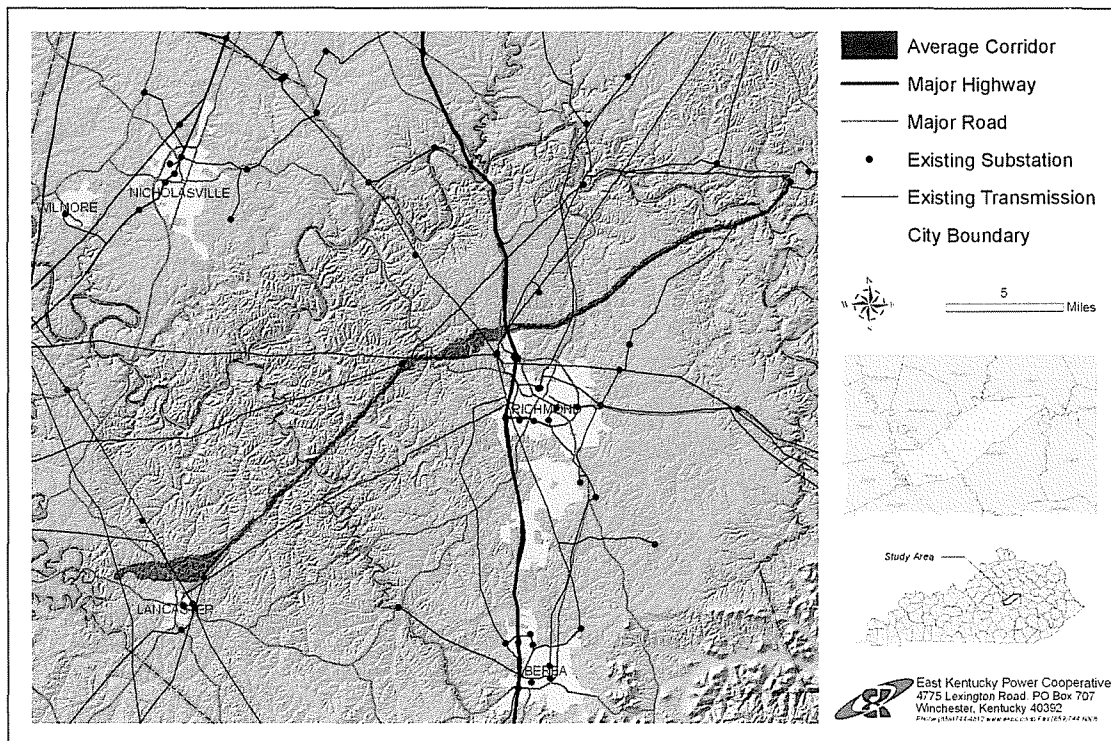 NICHOLASVILLE
WILMORE
RICHMOND
LANCASTER
BEREA
Average Corridor
Major Highway
Major Road
Existing Substation
Existing Transmission
City Boundary
N
W
E
S
5
Miles
Study Area
East Kentucky Power Cooperative
4775 Lexington Road. PO Box 707
Winchester, Kentucky 40392